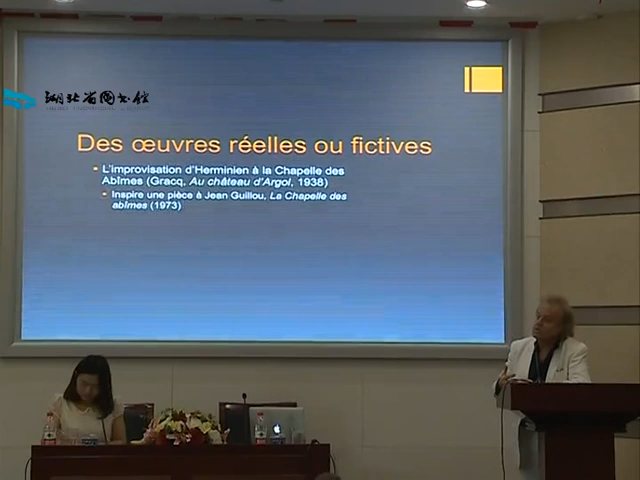 湖北省图书馆
Des œuvres réelles ou fictives
L'improvisation d'Herminien à la Chapelle des
Abîmes (Gracq, Au château d'Argol, 1938)
Inspire une pièce à Jean Guillou, La Chapelle des
abîmes (1973)